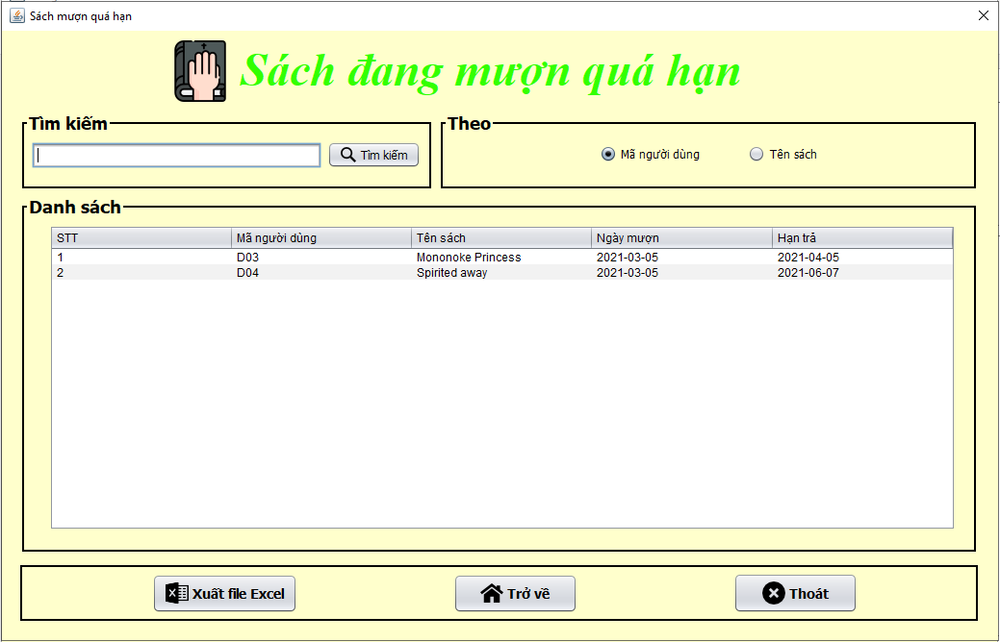 Sách mượn quá hạn
Sách đang mượn quá hạn
Tìm kiếm
Theo
Tìm kiếm
Mã người dùng
Tên sách
Danh sách
STT Mã người dùng Tên sách Ngày mượn Hạn trả
1 D03 Mononoke Princess 2021-03-05 2021-04-05
2 D04 Spirited away 2021-03-05 2021-06-07
Xuất file Excel
Trở về
Thoát